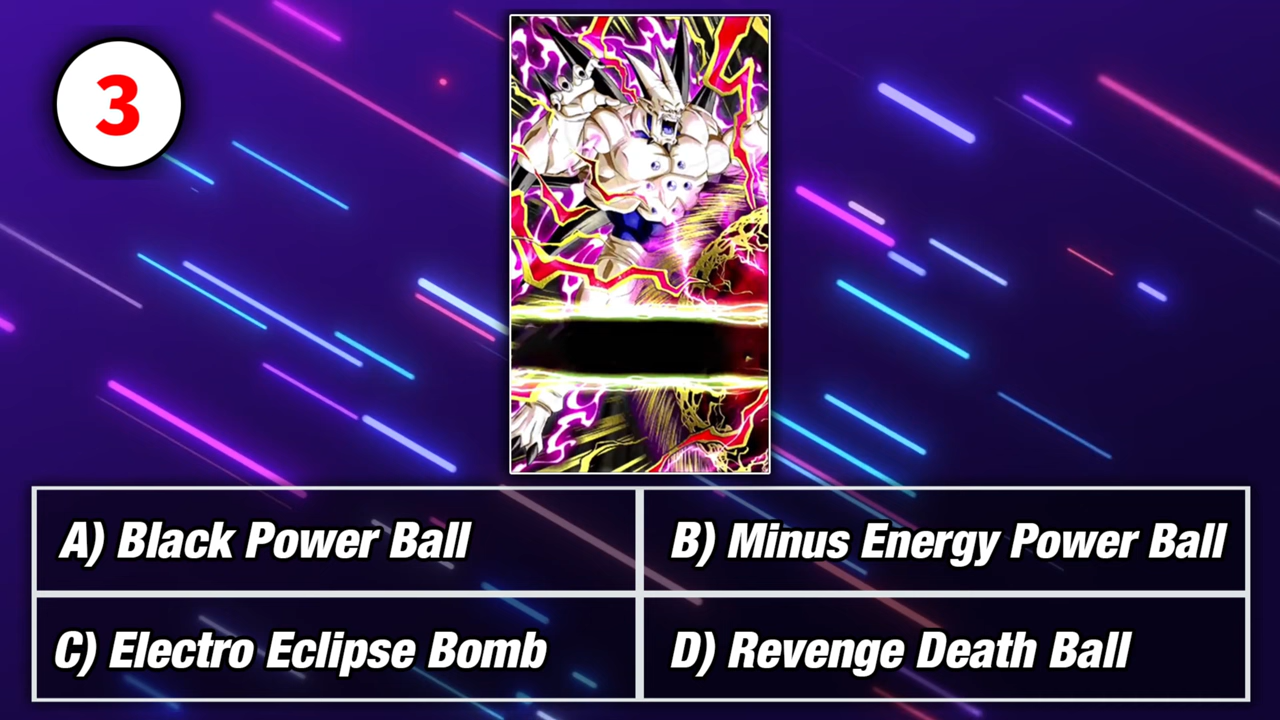 3
A) Black Power Ball
B) Minus Energy Power Ball
C) Electro Eclipse Bomb
D) Revenge Death Ball